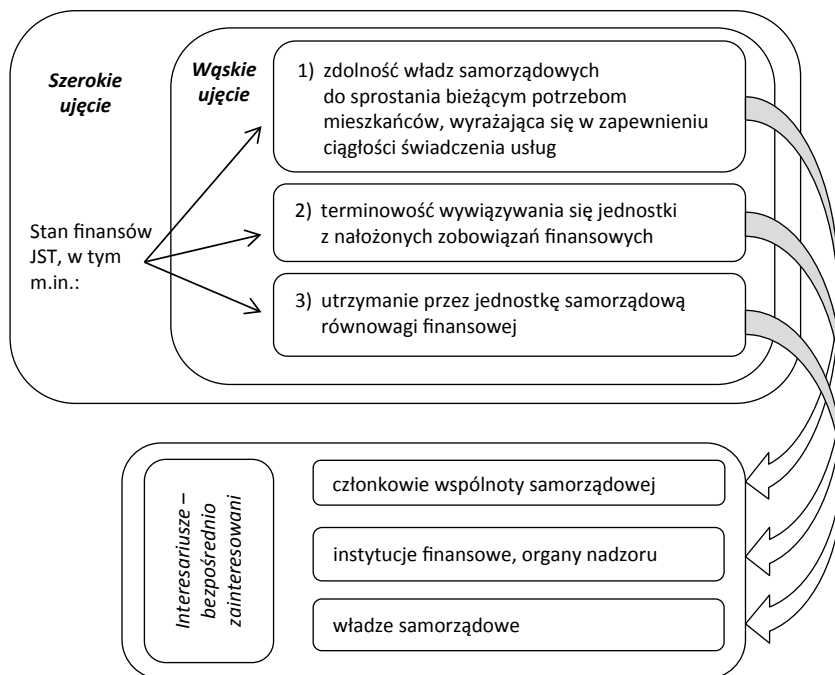 Szerokie
ujęcie
Wąskie
ujęcie
1) zdolność władz samorządowych
do sprostania bieżącym potrzebom
mieszkańców, wyrażająca się w zapewnieniu
ciągłości świadczenia usług
Stan finansów
JST, w tym
m.in.:
2) terminowość wywiązywania się jednostki
z nałożonych zobowiązań finansowych
3) utrzymanie przez jednostkę samorządową
równowagi finansowej
Interesariusze –
bezpośrednio
zainteresowani
członkowie wspólnoty samorządowej
instytucje finansowe, organy nadzoru
władze samorządowe